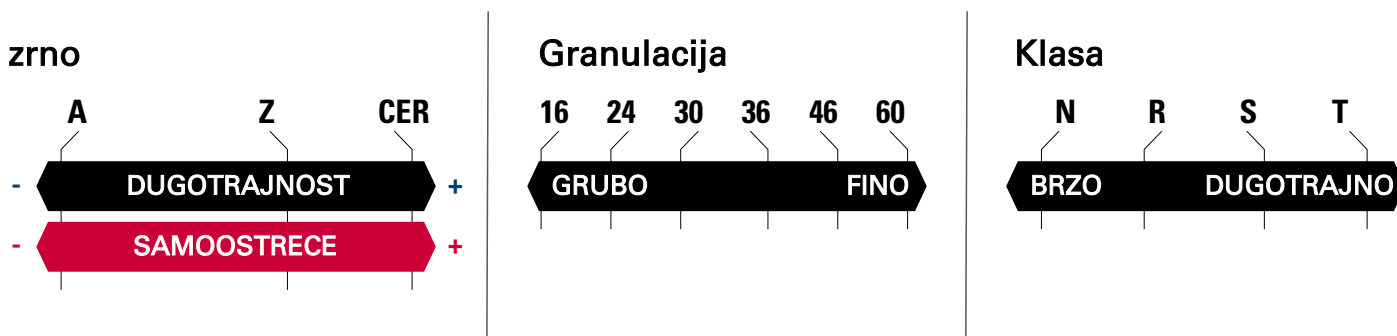 zrno
A Z CER
- DUGOTRAJNOST +
- SAMOOSTRECE +
Granulacija
16 24 30 36 46 60
GRUBO FINO
Klasa
N R S T
BRZO DUGOTRAJNO